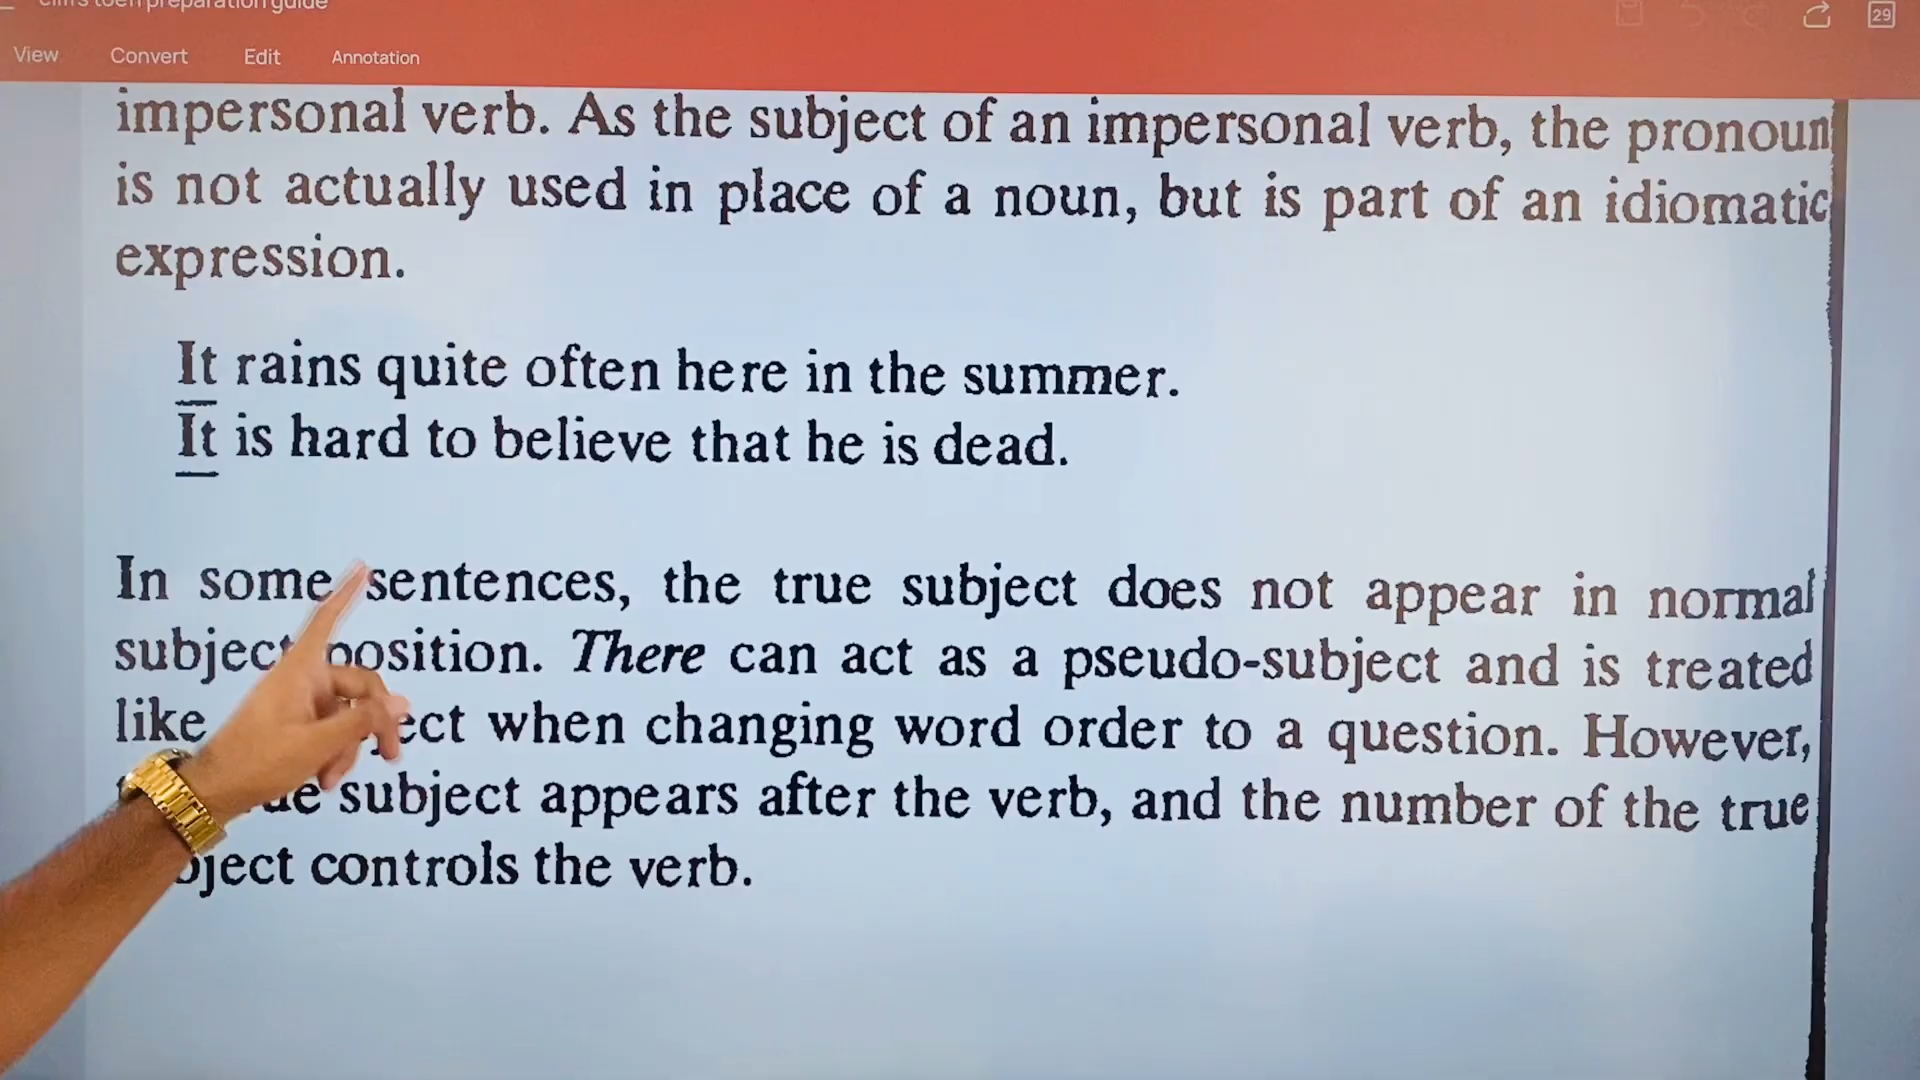 cliffs toefl preparation guide
29
View Convert Edit Annotation
impersonal verb. As the subject of an impersonal verb, the pronoun
is not actually used in place of a noun, but is part of an idiomatic
expression.
It rains quite often here in the summer.
It is hard to believe that he is dead.
In some sentences, the true subject does not appear in normal
subject position. There can act as a pseudo-subject and is treated
like when changing word order to a question. However,
subject appears after the verb, and the number of the true
controls the verb.